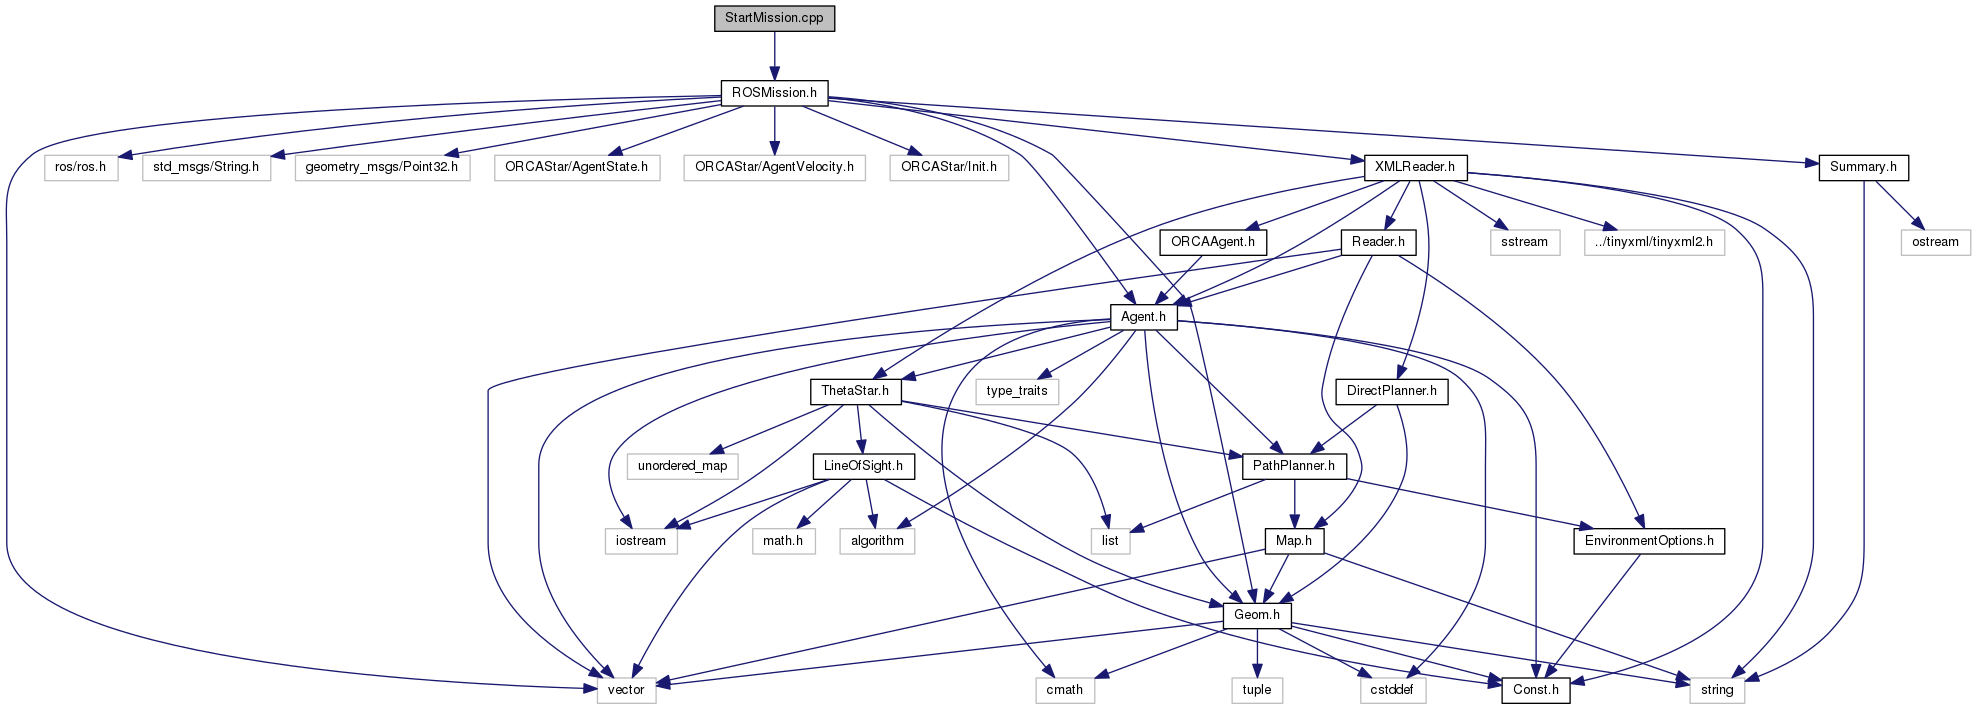 StartMission.cpp
ROSMission.h
ros/ros.h
std_msgs/String.h
geometry_msgs/Point32.h
ORCAStar/AgentState.h
ORCAStar/AgentVelocity.h
ORCAStar/Init.h
XMLReader.h
Summary.h
ORCAAgent.h
Reader.h
sstream
../tinyxml/tinyxml2.h
ostream
Agent.h
ThetaStar.h
type_traits
DirectPlanner.h
unordered_map
LineOfSight.h
PathPlanner.h
iostream
math.h
algorithm
list
Map.h
EnvironmentOptions.h
Geom.h
vector
cmath
tuple
cstddef
Const.h
string